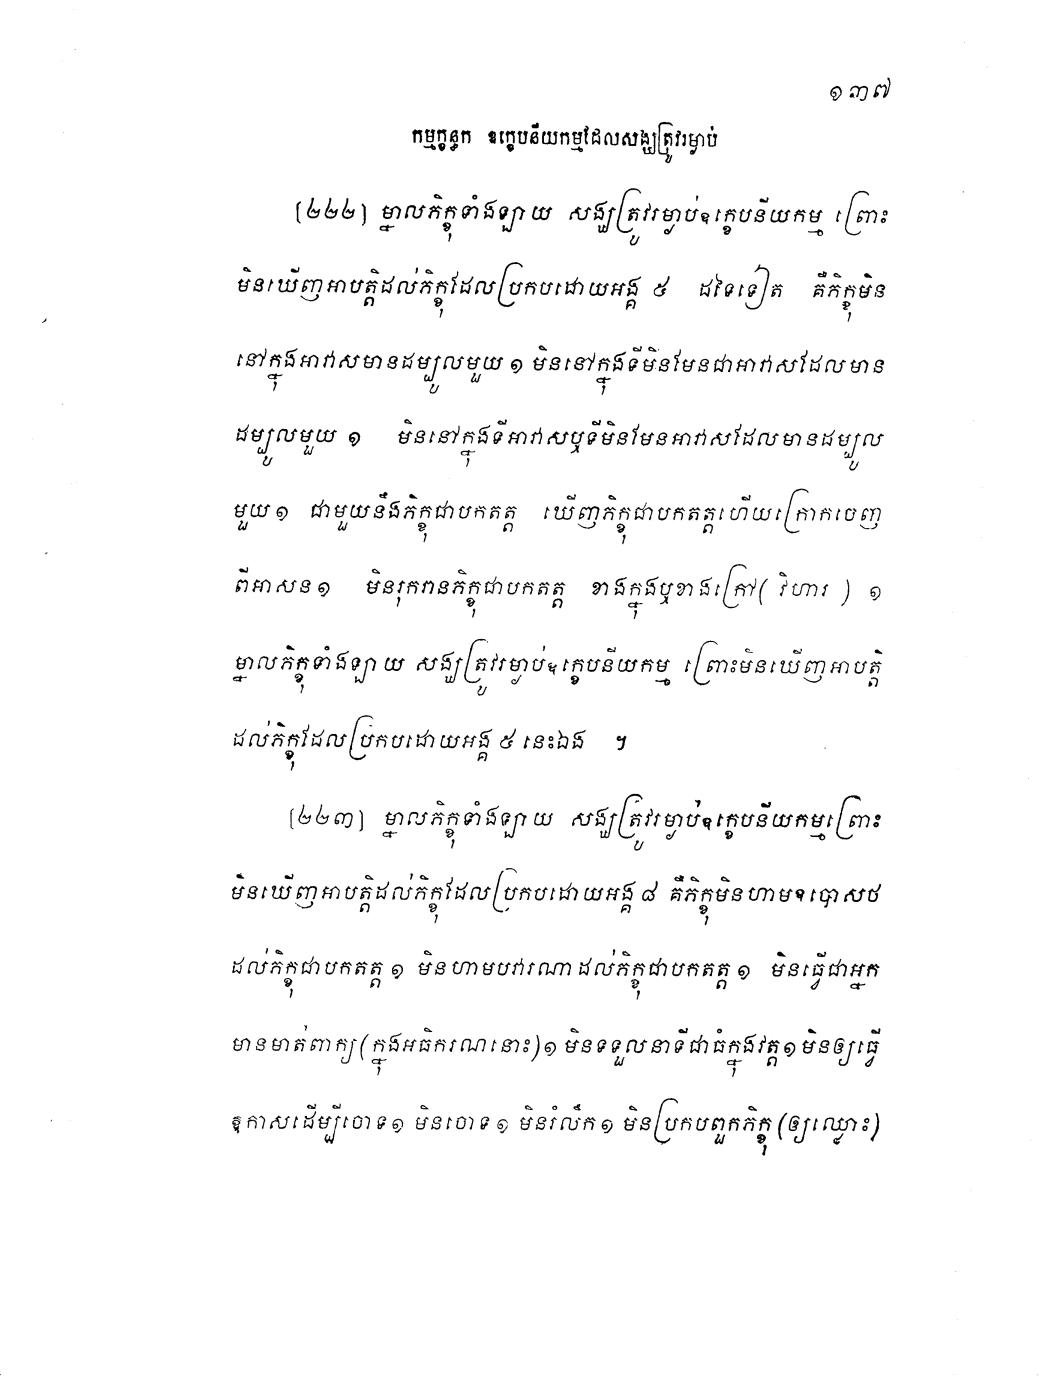 ១៣៧
កម្មក្ខន្ធក ឧក្ខេបនីយកម្មដែលសង្ឃត្រូវរម្ងាប់
(២២២) ម្នាលភិក្ខុទាំងឡាយ សង្ឃត្រូវរម្ងាប់ឧក្ខេបនីយកម្ម ព្រោះ
មិនឃើញអាបត្តិដល់ភិក្ខុដែលប្រកបដោយអង្គ ៥ ដទៃទៀត គឺភិក្ខុមិន
នៅក្នុងអាវាសមានដម្បូលមួយ ១ មិននៅក្នុងទីមិនមែនជាអាវាសដែលមាន
ដម្បូលមួយ ១ មិននៅក្នុងទីអាវាសឬទីមិនមែនអាវាសដែលមានដម្បូល
មួយ ១ ជាមួយនឹងភិក្ខុជាបកតត្ត ឃើញភិក្ខុជាបកតត្តហើយក្រោកចេញ
ពីអាសន ១ មិនរុករានភិក្ខុជាបកតត្ត ខាងក្នុងឬខាងក្រៅ ( វិហារ ) ១
ម្នាលភិក្ខុទាំងឡាយ សង្ឃត្រូវរម្ងាប់ឧក្ខេបនីយកម្ម ព្រោះមិនឃើញអាបត្តិ
ដល់ភិក្ខុដែលប្រកបដោយអង្គ ៥ នេះឯង ។
(២២៣) ម្នាលភិក្ខុទាំងឡាយ សង្ឃត្រូវរម្ងាប់ឧក្ខេបនីយកម្មព្រោះ
មិនឃើញអាបត្តិដល់ភិក្ខុដែលប្រកបដោយអង្គ ៨ គឺភិក្ខុមិនហាមឧបោសថ
ដល់ភិក្ខុជាបកតត្ត ១ មិនហាមបវារណាដល់ភិក្ខុជាបកតត្ត ១ មិនធ្វើជាអ្នក
មានមាត់ពាក្យ (ក្នុងអធិករណនោះ) ១ មិនទទួលនាទីជាធំក្នុងវត្ត ១ មិនឲ្យធ្វើ
ឱកាសដើម្បីចោទ ១ មិនចោទ ១ មិនរំលឹក ១ មិនប្រកបពួកភិក្ខុ (ឲ្យឈ្លោះ)